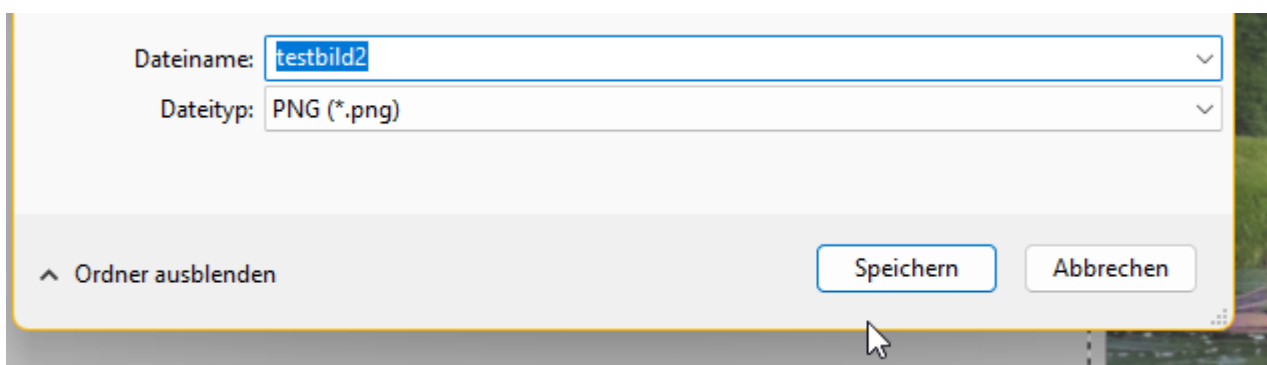 Dateiname: testbild2
Dateityp: PNG (*.png)
Ordner ausblenden
Speichern
Abbrechen